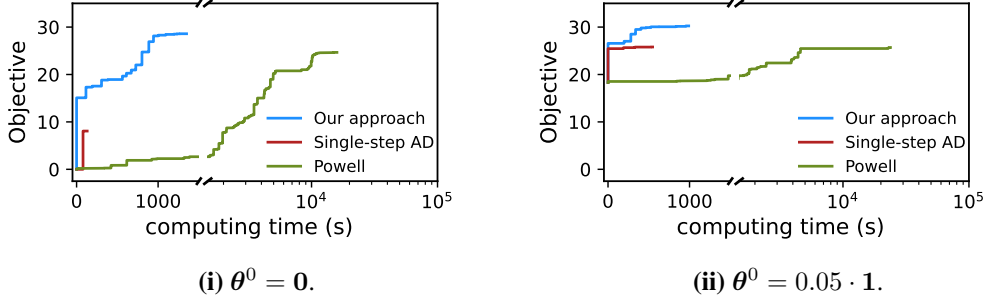 30
20
10
0
Objective
Our approach
Single-step AD
Powell
0 1000 10^4 10^5
computing time (s)
(i) θ^0 = 0.
30
20
10
0
Objective
Our approach
Single-step AD
Powell
0 1000 10^4 10^5
computing time (s)
(ii) θ^0 = 0.05 · 1.